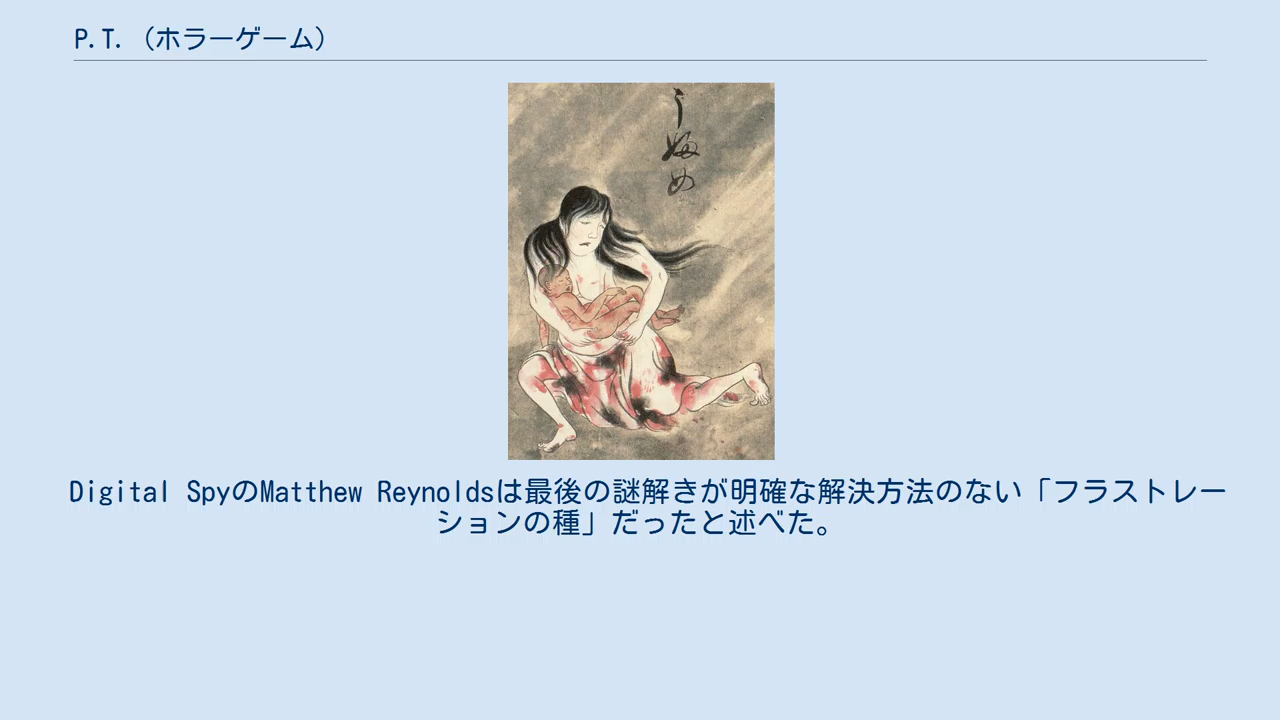 P.T.（ホラーゲーム）
うぶめ
Digital SpyのMatthew Reynoldsは最後の謎解きが明確な解決方法のない「フラストレー
ションの種」だったと述べた。